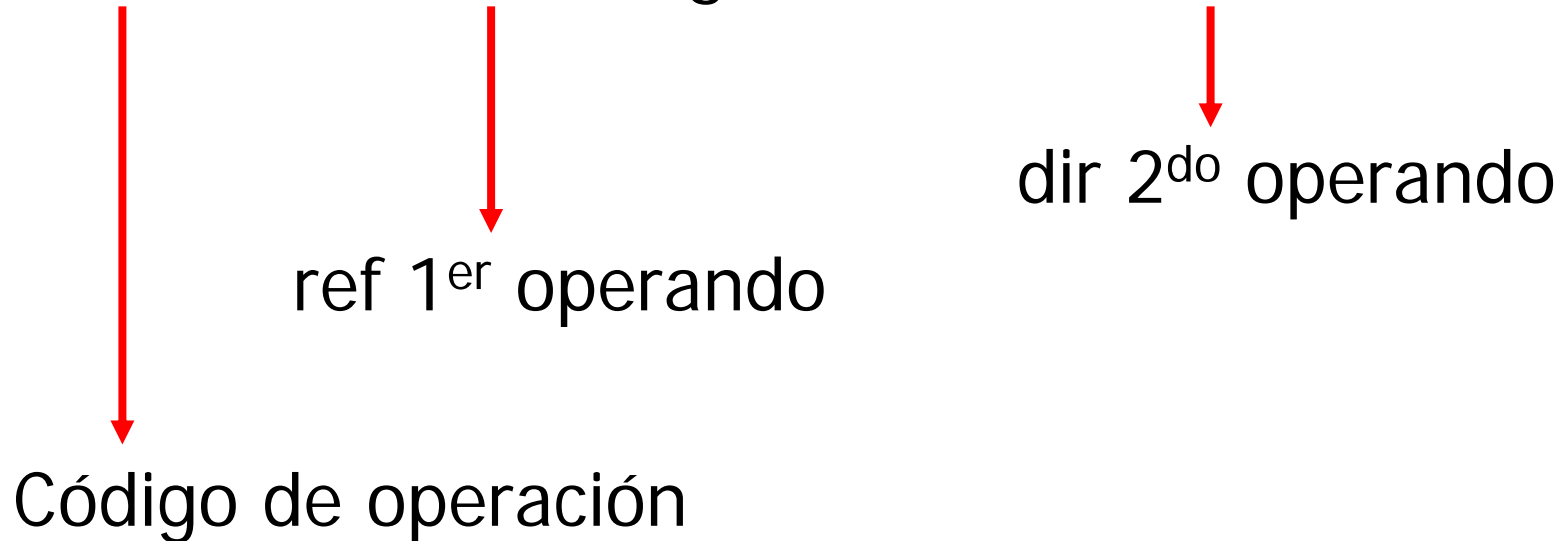 dir 2do operando
ref 1er operando
Código de operación